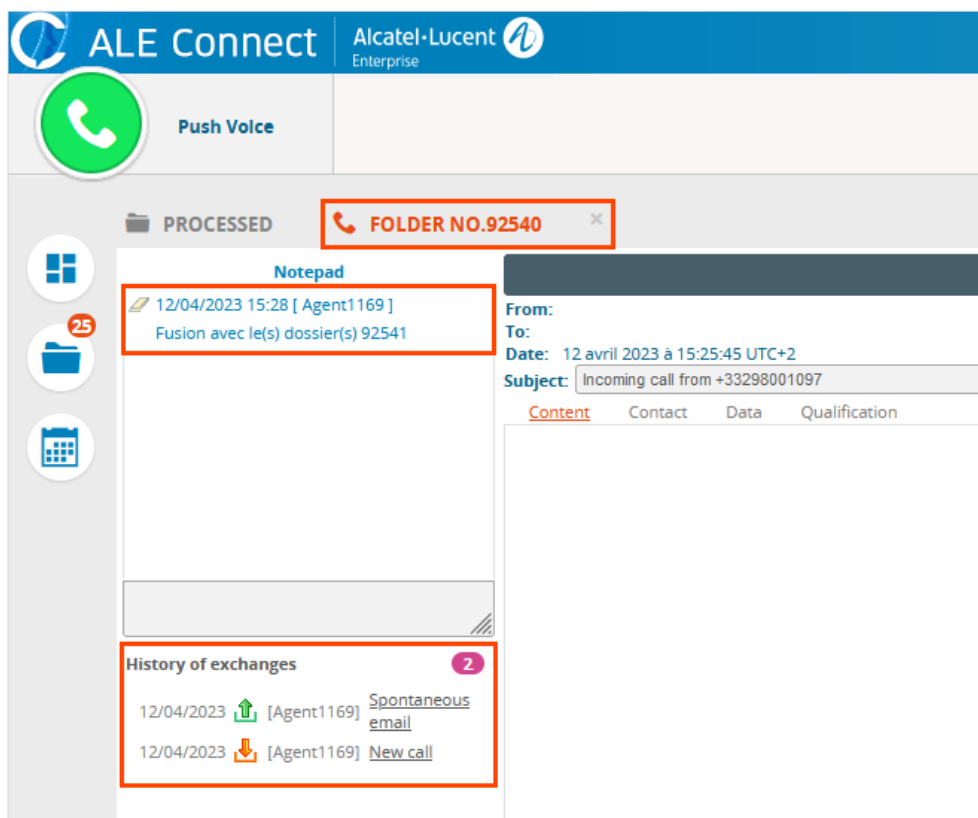 ALE Connect
Alcatel·Lucent
Enterprise
Push Voice
PROCESSED
FOLDER NO.92540
×
Notepad
12/04/2023 15:28 [ Agent1169 ]
Fusion avec le(s) dossier(s) 92541
25
From:
To:
Date: 12 avril 2023 à 15:25:45 UTC+2
Subject: Incoming call from +33298001097
Content Contact Data Qualification
History of exchanges 2
12/04/2023 [Agent1169] Spontaneous
email
12/04/2023 [Agent1169] New call